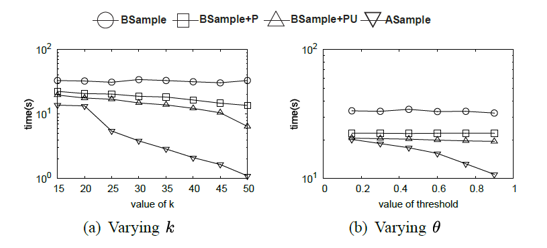 BSample BSample+P BSample+PU ASample
10² 10²
time(s) 10¹ time(s)
10⁰ 10¹
15 20 25 30 35 40 45 50 0 0.2 0.4 0.6 0.8 1
value of k value of threshold
(a) Varying k (b) Varying θ